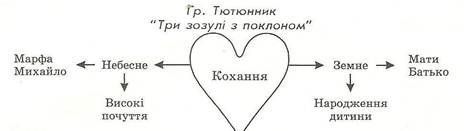 Гр. Тютюнник
"Три зозулі з поклоном"
Марфа
Михайло
Небесне
Кохання
Земне
Мати
Батько
Високі
почуття
Народження
дитини